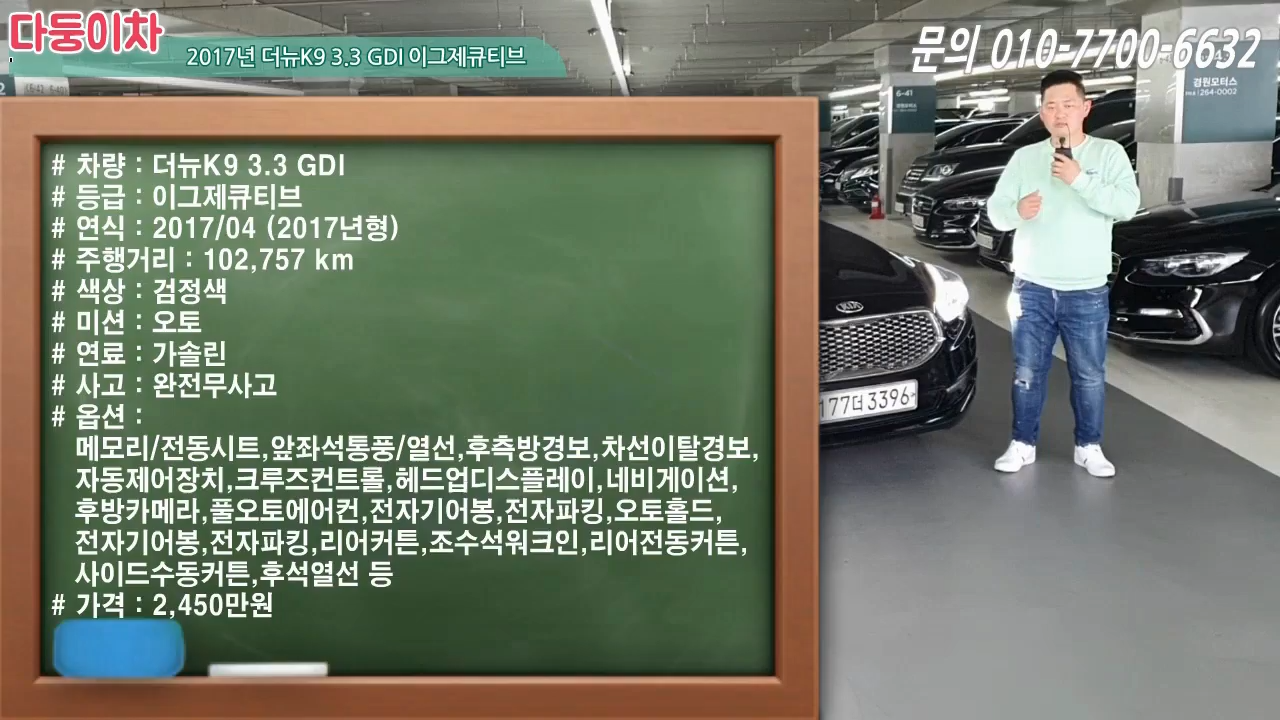 다둥이차
2017년 더뉴K9 3.3 GDI 이그제큐티브
문의 010-7700-6632
# 차량 : 더뉴K9 3.3 GDI
# 등급 : 이그제큐티브
# 연식 : 2017/04 (2017년형)
# 주행거리 : 102,757 km
# 색상 : 검정색
# 미션 : 오토
# 연료 : 가솔린
# 사고 : 완전무사고
# 옵션 :
메모리/전동시트,앞좌석통풍/열선,후측방경보,차선이탈경보,
자동제어장치,크루즈컨트롤,헤드업디스플레이,네비게이션,
후방카메라,풀오토에어컨,전자기어봉,전자파킹,오토홀드,
전자기어봉,전자파킹,리어커튼,조수석워크인,리어전동커튼,
사이드수동커튼,후석열선 등
# 가격 : 2,450만원
6-41
경원모터스
경원모터스
264-0002
KIA
177더3396